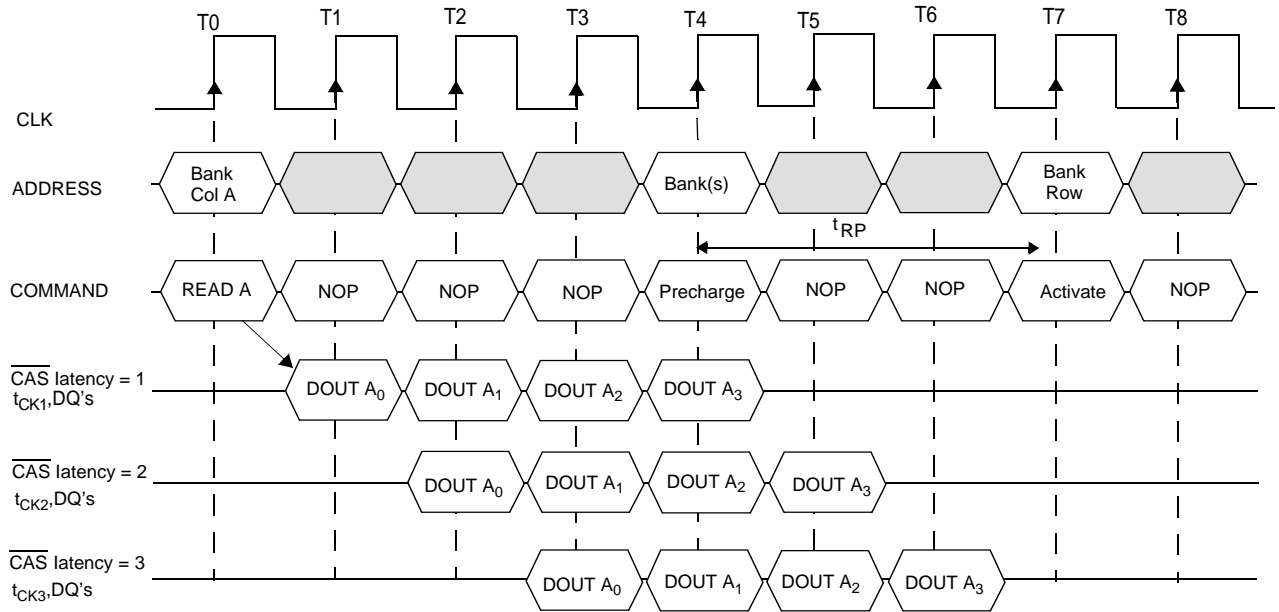 T0 T1 T2 T3 T4 T5 T6 T7 T8
CLK
ADDRESS
Bank
Col A
Bank(s)
Bank
Row
tRP
COMMAND
READ A NOP NOP NOP Precharge NOP NOP Activate NOP
CAS latency = 1
tCK1,DQ's
DOUT A0 DOUT A1 DOUT A2 DOUT A3
CAS latency = 2
tCK2,DQ's
DOUT A0 DOUT A1 DOUT A2 DOUT A3
CAS latency = 3
tCK3,DQ's
DOUT A0 DOUT A1 DOUT A2 DOUT A3